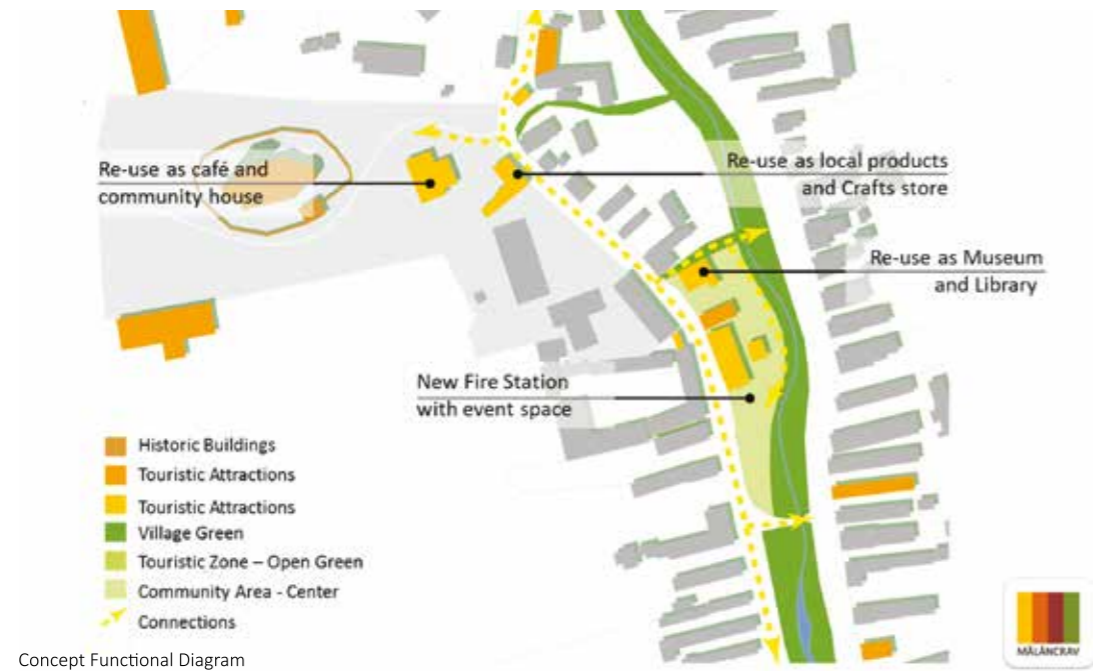 Re-use as café and
community house
Re-use as local products
and Crafts store
Re-use as Museum
and Library
New Fire Station
with event space
Historic Buildings
Touristic Attractions
Touristic Attractions
Village Green
Touristic Zone – Open Green
Community Area - Center
Connections
MĂLÂNCRAV
Concept Functional Diagram